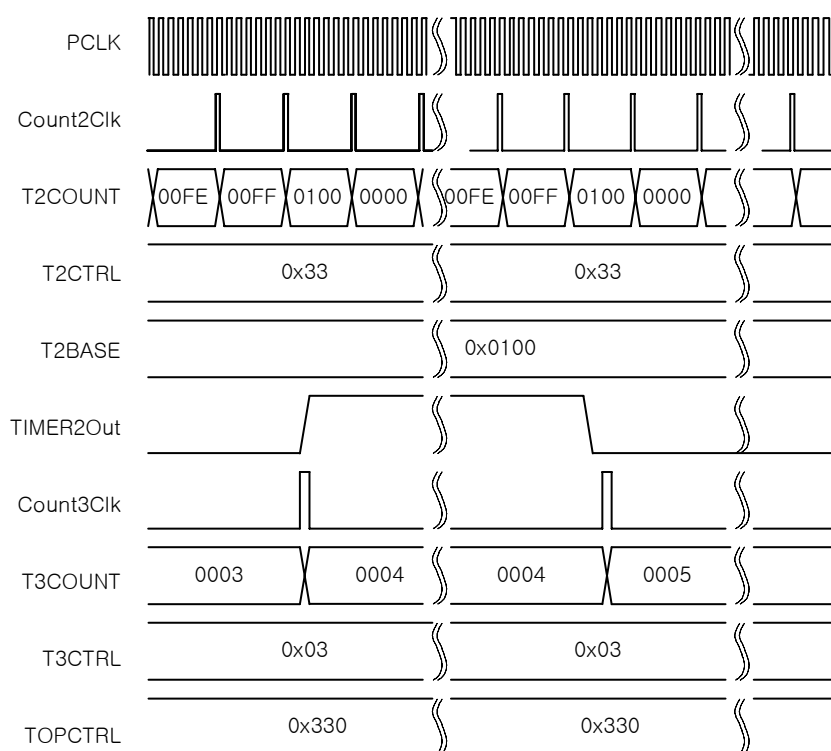 PCLK
Count2Clk
T2COUNT 00FE 00FF 0100 0000 00FE 00FF 0100 0000
T2CTRL 0x33 0x33
T2BASE 0x0100
TIMER2Out
Count3Clk
T3COUNT 0003 0004 0004 0005
T3CTRL 0x03 0x03
TOPCTRL 0x330 0x330